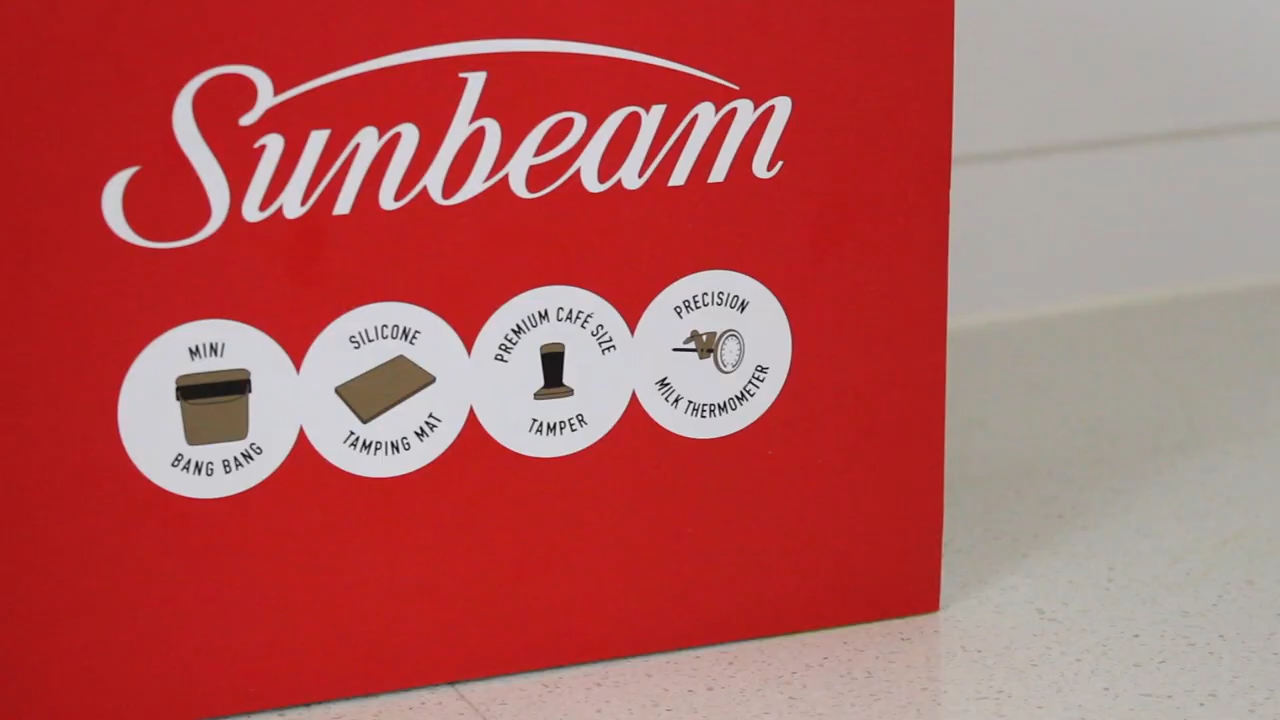 Sunbeam
MINI
BANG BANG
SILICONE
TAMPING MAT
PREMIUM CAFÉ SIZE
TAMPER
PRECISION
MILK THERMOMETER